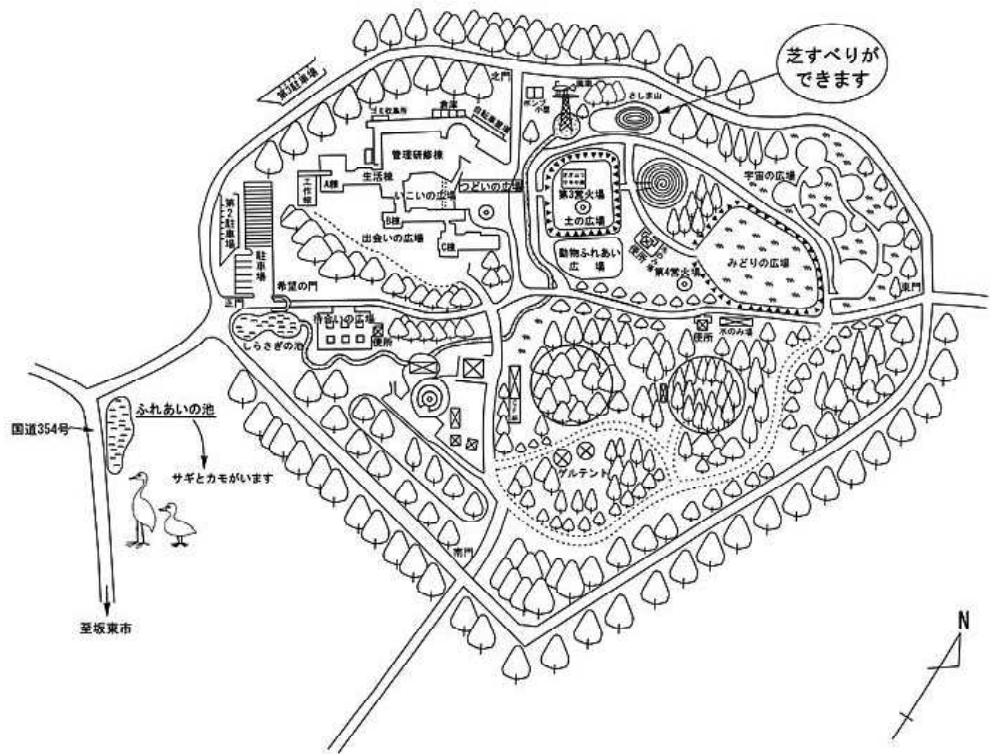 芝すべりが
できます
第3駐車場
北門
ポンプ
小屋
さしま山
ゴミ収集所
倉庫
自転車置場
管理研修棟
生活棟
工作棟
A棟
いこいの広場
つどいの広場
B棟
出会いの広場
C棟
第3営火場
土の広場
動物ふれあい
広場
便所
第4営火場
宇宙の広場
みどりの広場
第2駐車場
駐車場
希望の門
正門
東門
待合いの広場
便所
しらさぎの池
便所
水のみ場
国道354号
ふれあいの池
サギとカモがいます
ゲルテント
南門
至坂東市
N